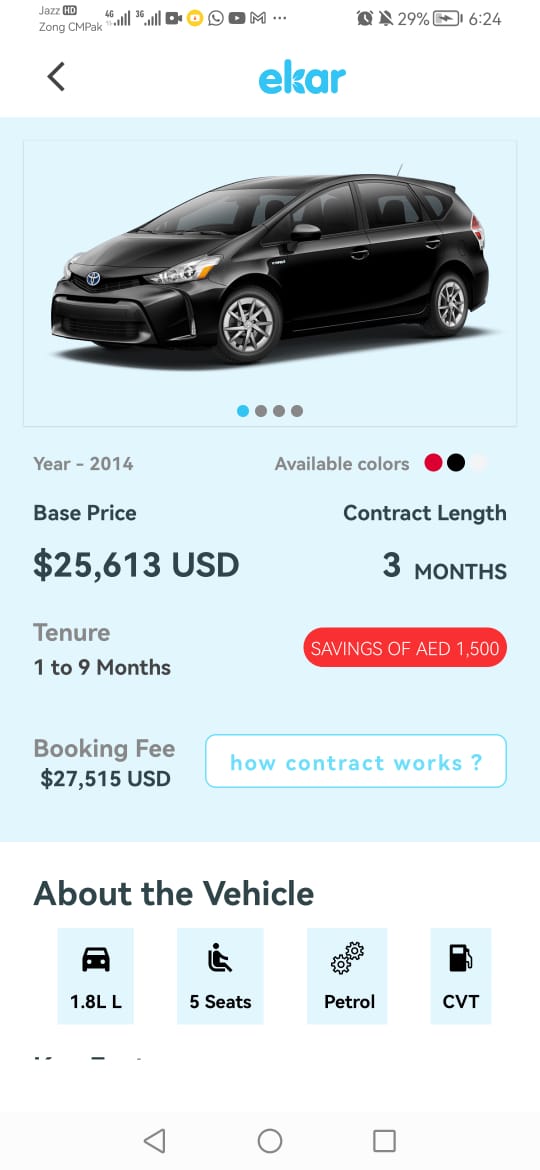 Jazz HD
Zong CMPak
4G
3G
29%
6:24
ekar
Year - 2014
Available colors
Base Price
Contract Length
$25,613 USD
3 MONTHS
Tenure
1 to 9 Months
SAVINGS OF AED 1,500
Booking Fee
$27,515 USD
how contract works ?
About the Vehicle
1.8L L
5 Seats
Petrol
CVT